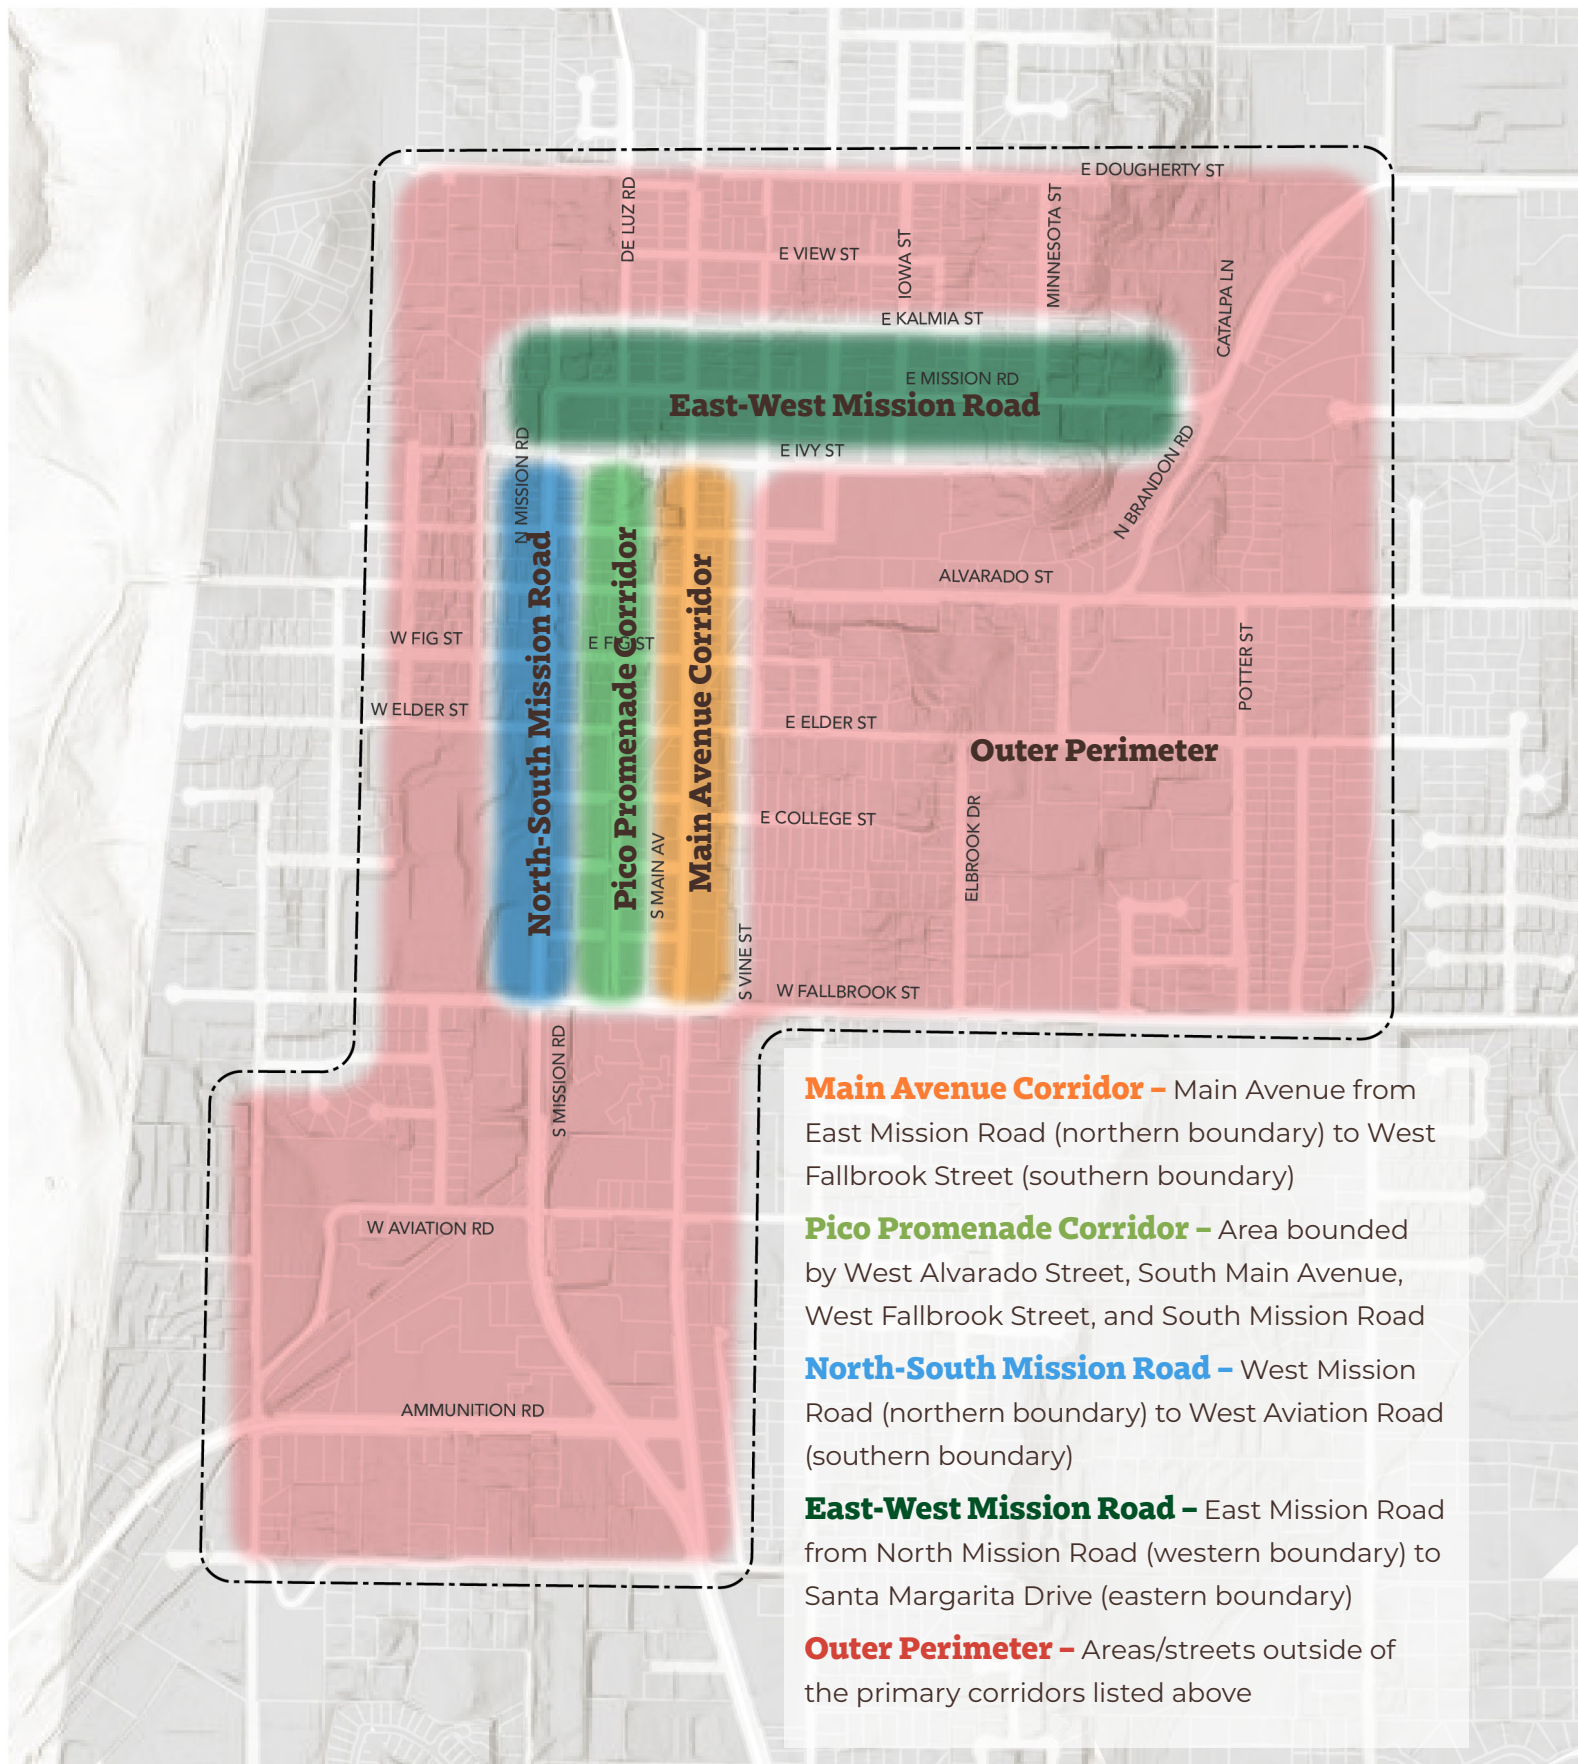 E DOUGHERTY ST
DE LUZ RD
MINNESOTA ST
E VIEW ST
IOWA ST
CATALPA LN
E KALMIA ST
E MISSION RD
East-West Mission Road
N MISSION RD
E IVY ST
N BRANDON RD
North-South Mission Road
Pico Promenade Corridor
Main Avenue Corridor
ALVARADO ST
W FIG ST
E FIG ST
POTTER ST
W ELDER ST
E ELDER ST
Outer Perimeter
E COLLEGE ST
ELBROOK DR
S MAIN AV
S VINE ST
W FALLBROOK ST
S MISSION RD
W AVIATION RD
AMMUNITION RD
Main Avenue Corridor – Main Avenue from
East Mission Road (northern boundary) to West
Fallbrook Street (southern boundary)
Pico Promenade Corridor – Area bounded
by West Alvarado Street, South Main Avenue,
West Fallbrook Street, and South Mission Road
North-South Mission Road – West Mission
Road (northern boundary) to West Aviation Road
(southern boundary)
East-West Mission Road – East Mission Road
from North Mission Road (western boundary) to
Santa Margarita Drive (eastern boundary)
Outer Perimeter – Areas/streets outside of
the primary corridors listed above